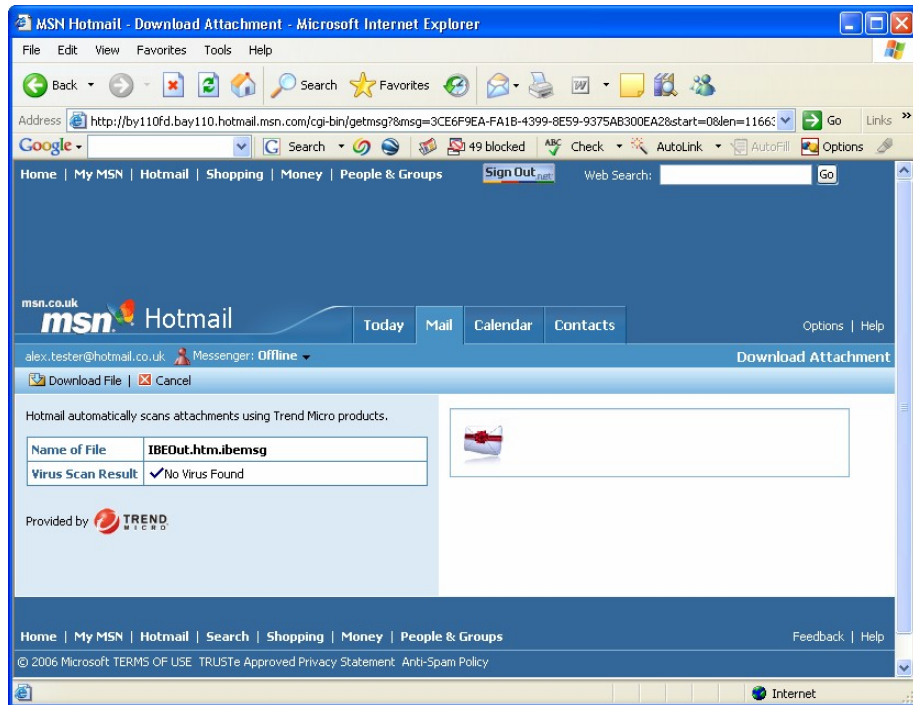 MSN Hotmail - Download Attachment - Microsoft Internet Explorer
File Edit View Favorites Tools Help
Back Search Favorites
Address http://by110fd.bay110.hotmail.msn.com/cgi-bin/getmsg?&msg=3CE6F9EA-FA1B-4399-8E59-9375AB300EA2&start=0&len=11663 Go Links »
Google Search 49 blocked ABC Check AutoLink AutoFill Options
Home | My MSN | Hotmail | Shopping | Money | People & Groups Sign Out .net Web Search: Go
msn.co.uk
msn Hotmail Today Mail Calendar Contacts Options | Help
alex.tester@hotmail.co.uk Messenger: Offline Download Attachment
Download File | Cancel
Hotmail automatically scans attachments using Trend Micro products.
Name of File IBEOut.htm.ibemsg
Virus Scan Result No Virus Found
Provided by TREND MICRO
Home | My MSN | Hotmail | Search | Shopping | Money | People & Groups Feedback | Help
© 2006 Microsoft TERMS OF USE TRUSTe Approved Privacy Statement Anti-Spam Policy
Internet